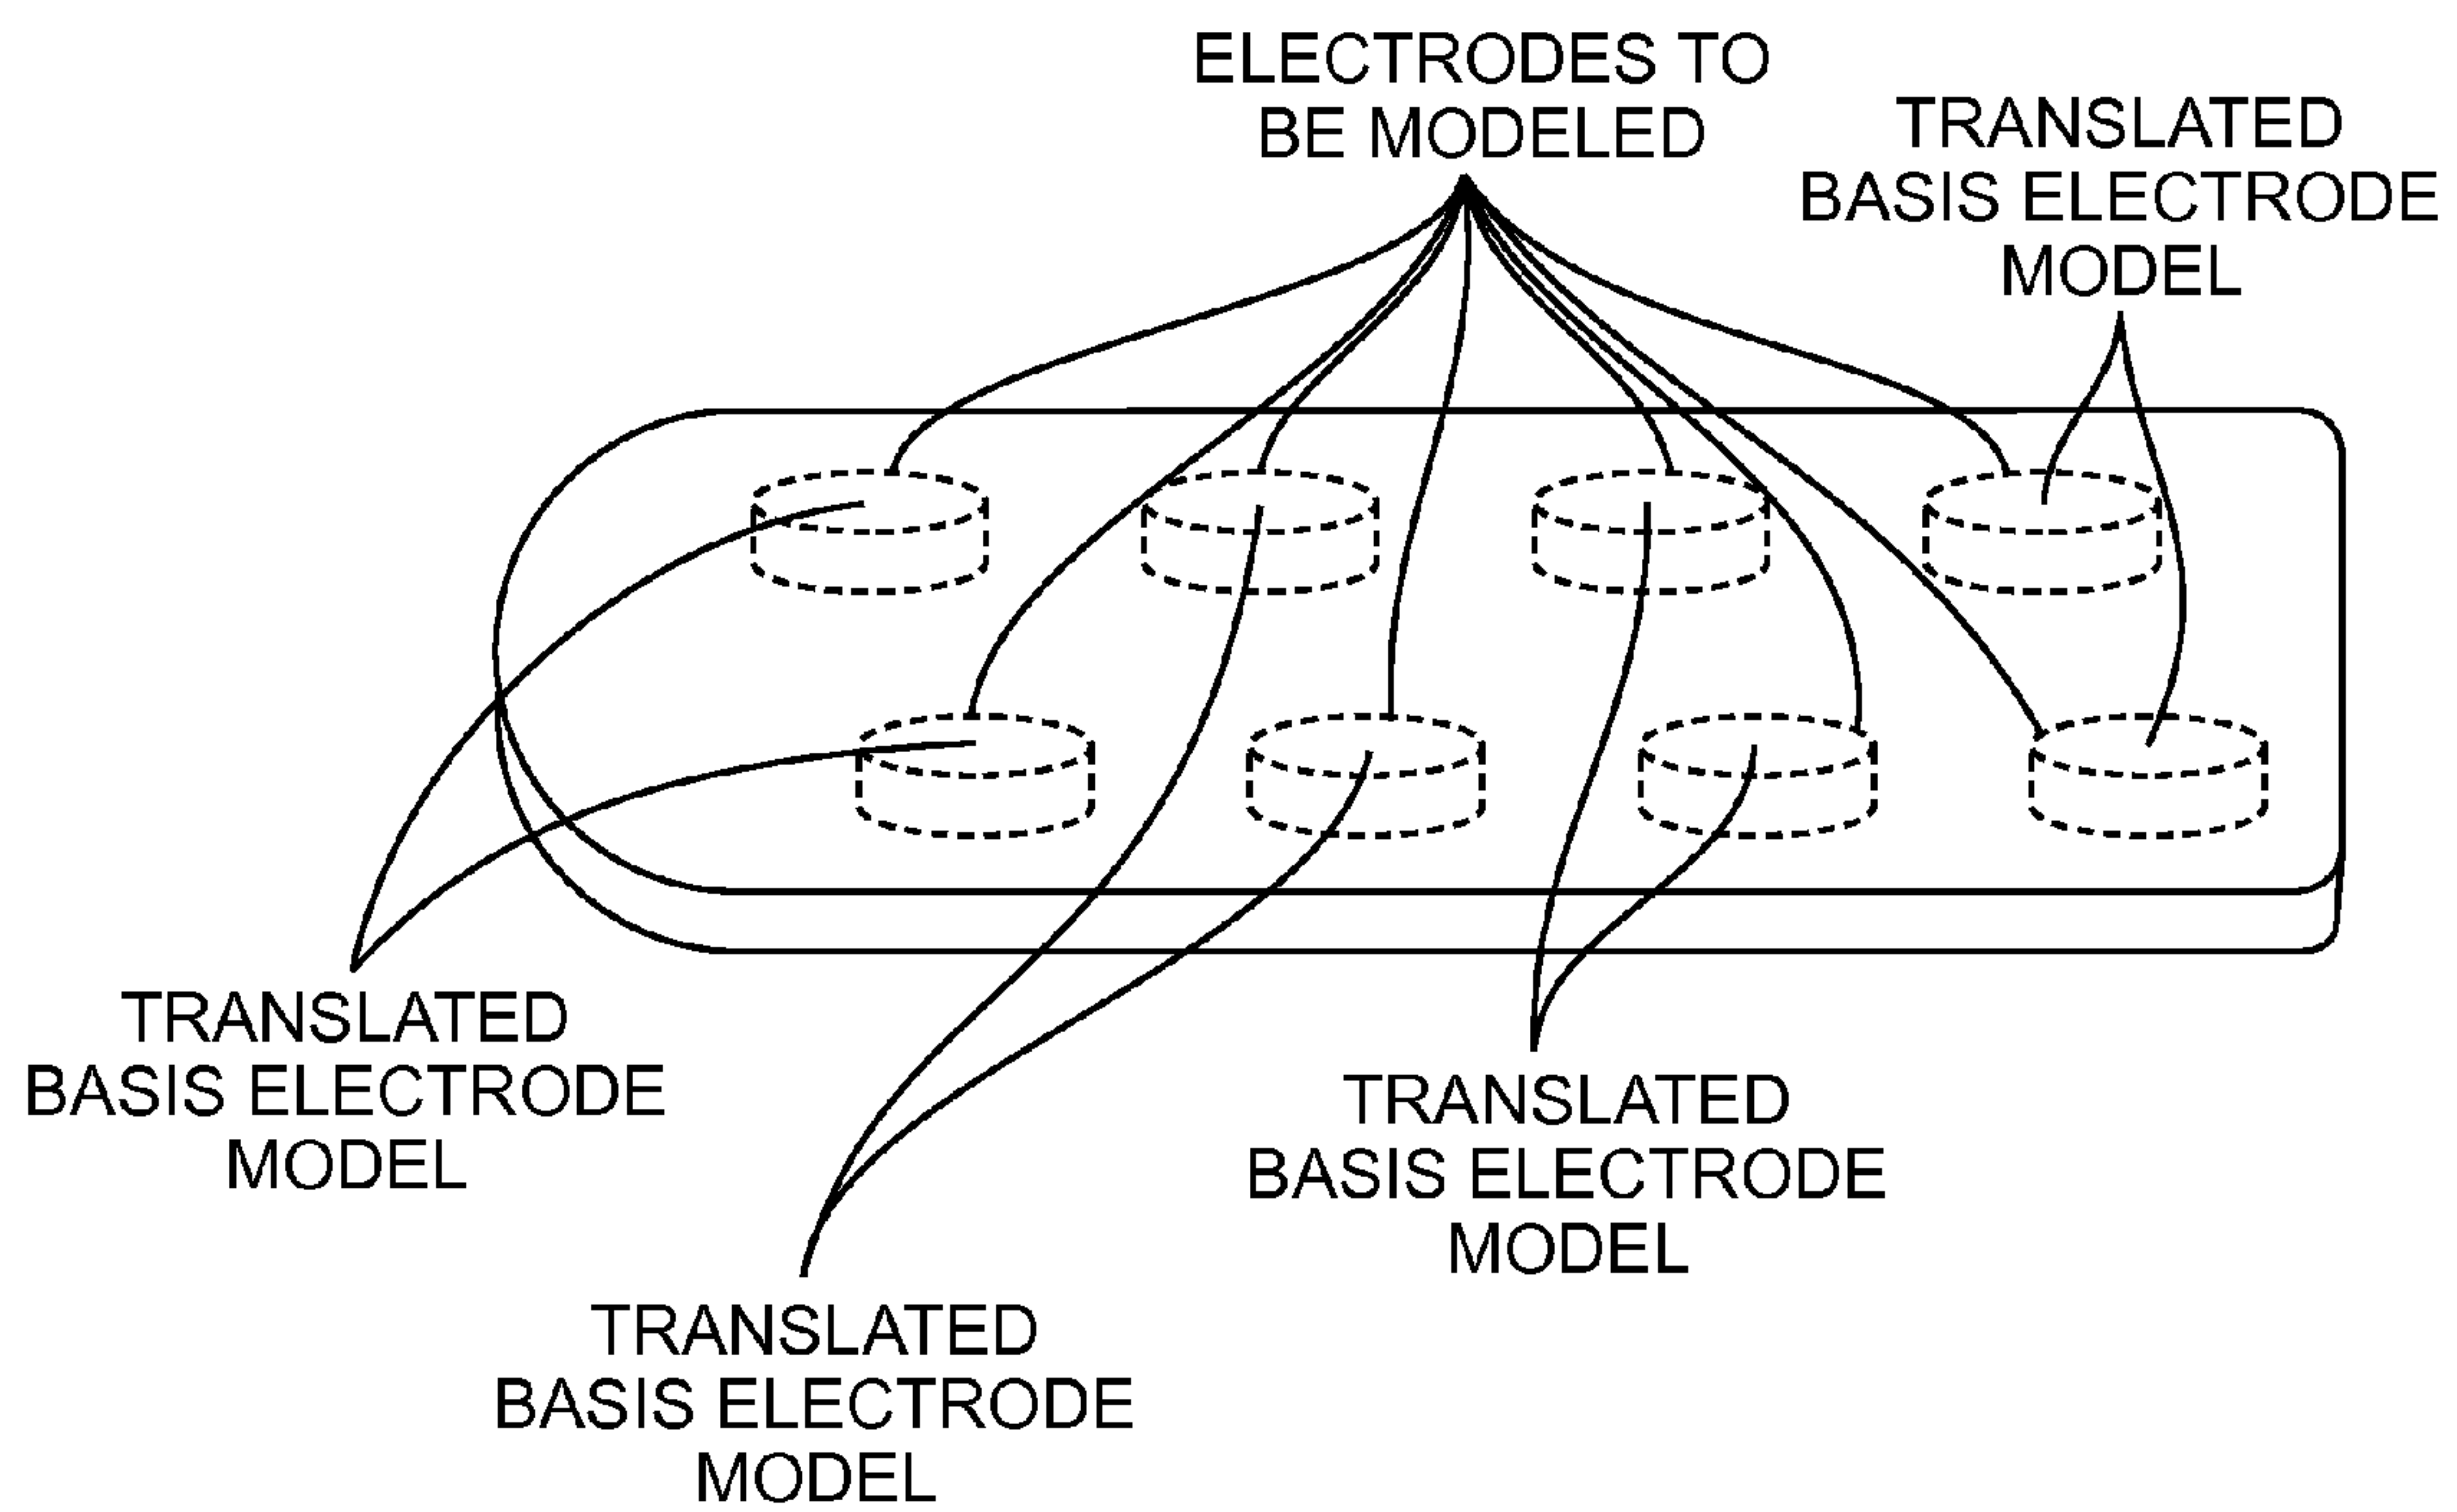 ELECTRODES TO
BE MODELED
TRANSLATED
BASIS ELECTRODE
MODEL
TRANSLATED
BASIS ELECTRODE
MODEL
TRANSLATED
BASIS ELECTRODE
MODEL
TRANSLATED
BASIS ELECTRODE
MODEL